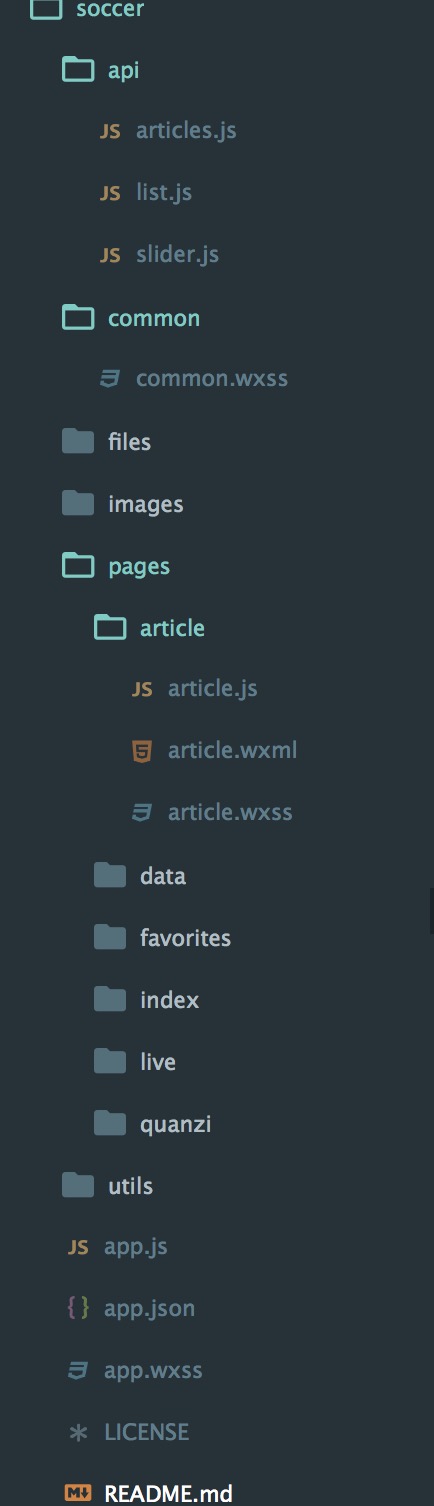 soccer
api
JS articles.js
JS list.js
JS slider.js
common
common.wxss
files
images
pages
article
JS article.js
5 article.wxml
article.wxss
data
favorites
index
live
quanzi
utils
JS app.js
{ } app.json
app.wxss
LICENSE
M README.md